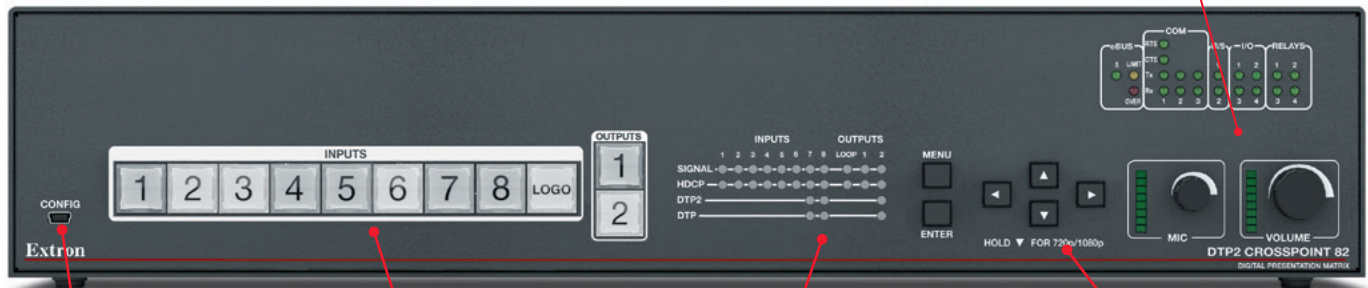 COM
eBUS
IR/S
I/O
RELAYS
RTS
S LIMIT
CTS
1 1 2 1 2
Tx
OVER
Rx
1 2 3 2 3 4 3 4
OUTPUTS
INPUTS
1 2 3 4 5 6 7 8 LOGO
1
2
INPUTS OUTPUTS
1 2 3 4 5 6 7 8 LOOP 1 2
SIGNAL
HDCP
DTP2
DTP
MENU
ENTER
HOLD ▼ FOR 720p/1080p
CONFIG
Extron
MIC
VOLUME
DTP2 CROSSPOINT 82
DIGITAL PRESENTATION MATRIX